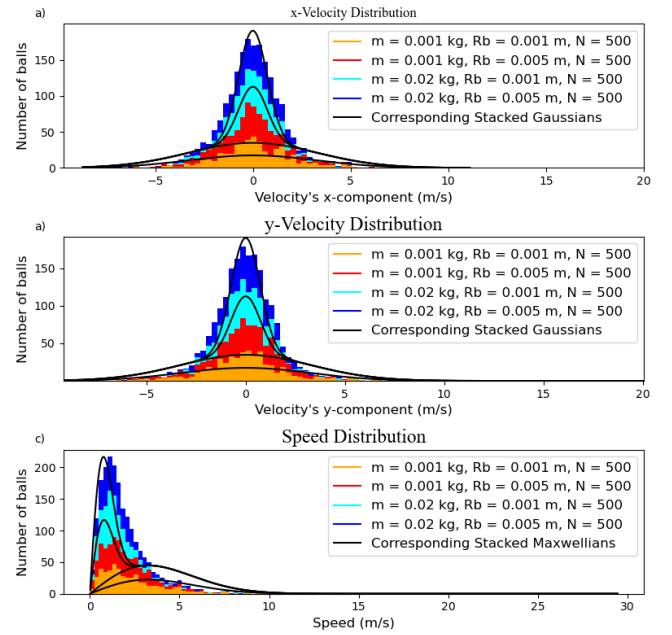 a)
x-Velocity Distribution
Number of balls
150
100
50
m = 0.001 kg, Rb = 0.001 m, N = 500
m = 0.001 kg, Rb = 0.005 m, N = 500
m = 0.02 kg, Rb = 0.001 m, N = 500
m = 0.02 kg, Rb = 0.005 m, N = 500
Corresponding Stacked Gaussians
−5 0 5 10 15 20
Velocity's x-component (m/s)
a)
y-Velocity Distribution
Number of balls
150
100
50
m = 0.001 kg, Rb = 0.001 m, N = 500
m = 0.001 kg, Rb = 0.005 m, N = 500
m = 0.02 kg, Rb = 0.001 m, N = 500
m = 0.02 kg, Rb = 0.005 m, N = 500
Corresponding Stacked Gaussians
−5 0 5 10 15 20
Velocity's y-component (m/s)
c)
Speed Distribution
Number of balls
200
150
100
50
0
m = 0.001 kg, Rb = 0.001 m, N = 500
m = 0.001 kg, Rb = 0.005 m, N = 500
m = 0.02 kg, Rb = 0.001 m, N = 500
m = 0.02 kg, Rb = 0.005 m, N = 500
Corresponding Stacked Maxwellians
0 5 10 15 20 25 30
Speed (m/s)